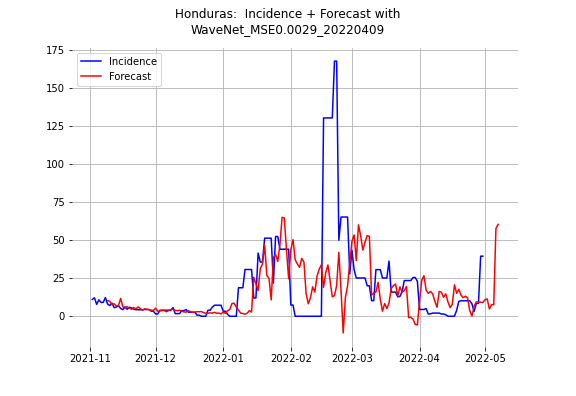 Honduras:  Incidence + Forecast with
WaveNet_MSE0.0029_20220409
Incidence
Forecast
175
150
125
100
75
50
25
0
2021-11 2021-12 2022-01 2022-02 2022-03 2022-04 2022-05